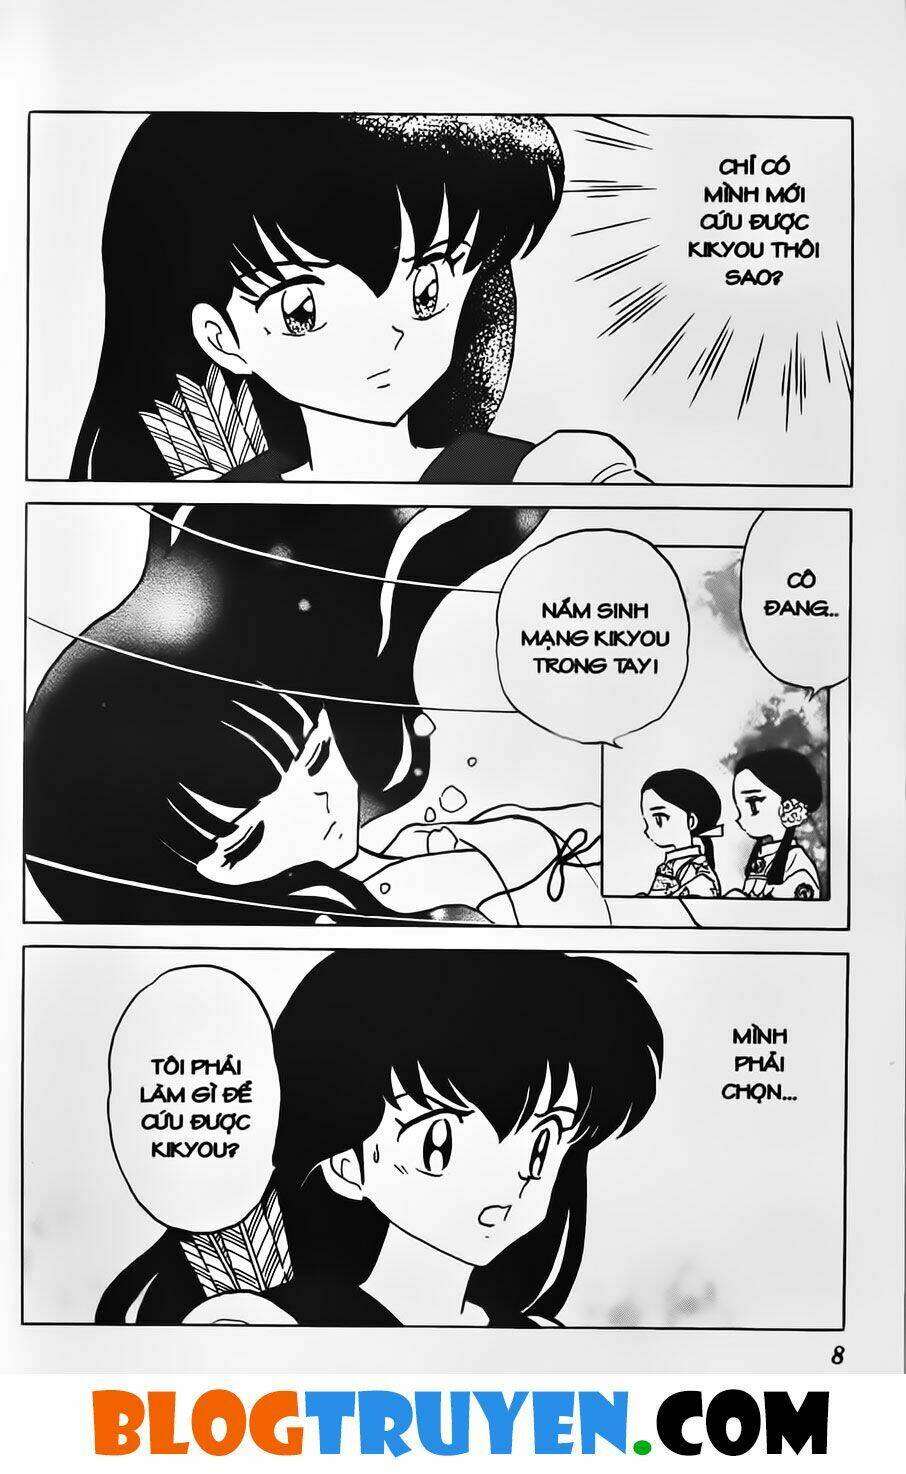 CHỈ CÓ
MÌNH MỚI
CỨU ĐƯỢC
KIKYOU THÔI
SAO?
CÔ
ĐANG...
NẮM SINH
MẠNG KIKYOU
TRONG TAY!
MÌNH
PHẢI
CHỌN...
TÔI PHẢI
LÀM GÌ ĐỂ
CỨU ĐƯỢC
KIKYOU?
8
BLOGTRUYEN.COM